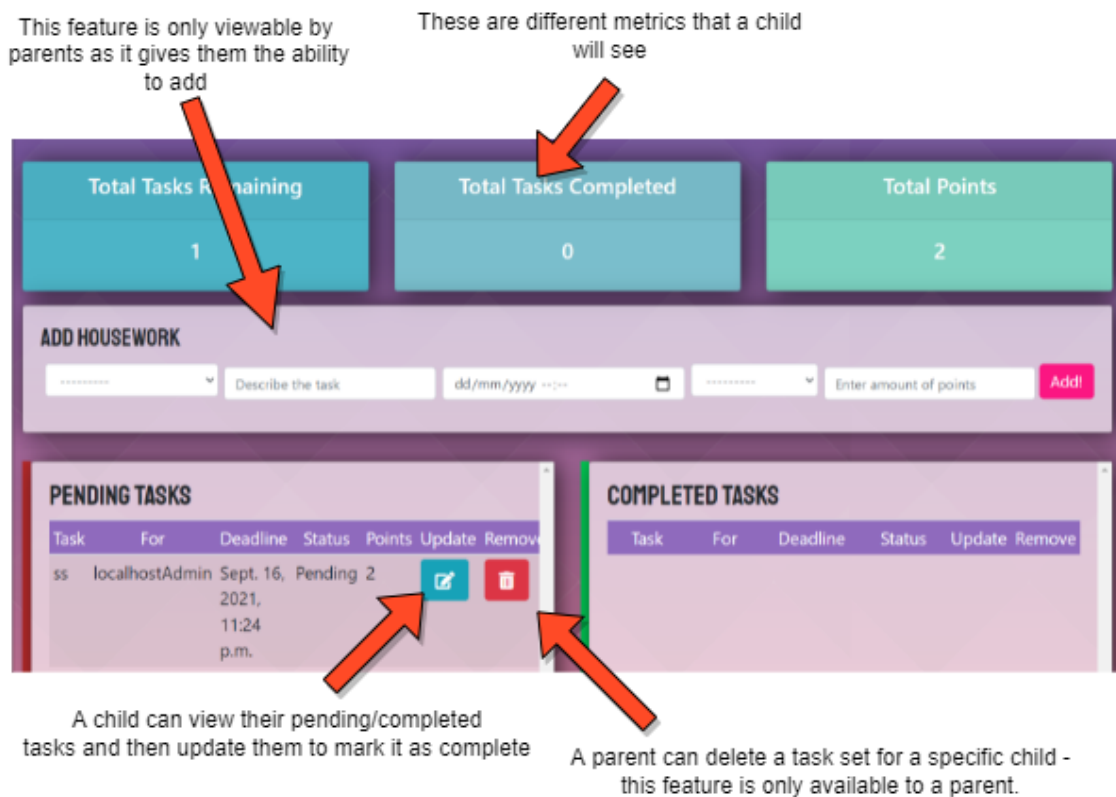 This feature is only viewable by
parents as it gives them the ability
to add
These are different metrics that a child
will see
Total Tasks Remaining
1
Total Tasks Completed
0
Total Points
2
ADD HOUSEWORK
---------
Describe the task
dd/mm/yyyy --:--
---------
Enter amount of points
Add!
PENDING TASKS
Task For Deadline Status Points Update Remov
ss localhostAdmin Sept. 16, Pending 2
2021,
11:24
p.m.
COMPLETED TASKS
Task For Deadline Status Update Remove
A child can view their pending/completed
tasks and then update them to mark it as complete
A parent can delete a task set for a specific child -
this feature is only available to a parent.